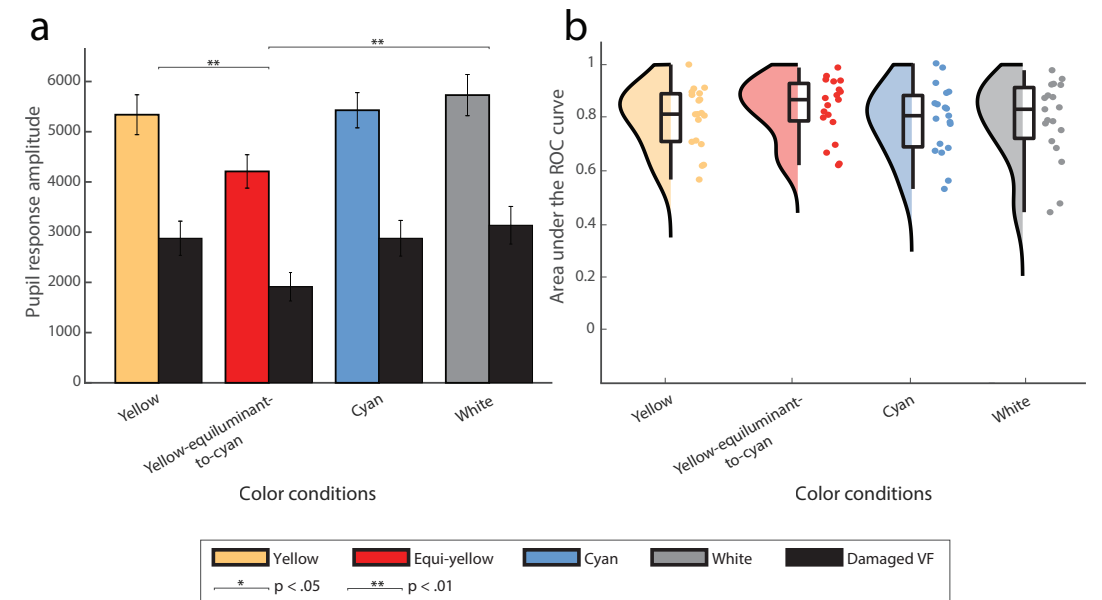 a
**
**
Pupil response amplitude
6000
5000
4000
3000
2000
1000
0
Yellow
Yellow-equiluminant-
to-cyan
Cyan
White
Color conditions
b
Area under the ROC curve
1
0.8
0.6
0.4
0.2
0
Yellow
Yellow-equiluminant-
to-cyan
Cyan
White
Color conditions
Yellow Equi-yellow Cyan White Damaged VF
* p < .05 ** p < .01